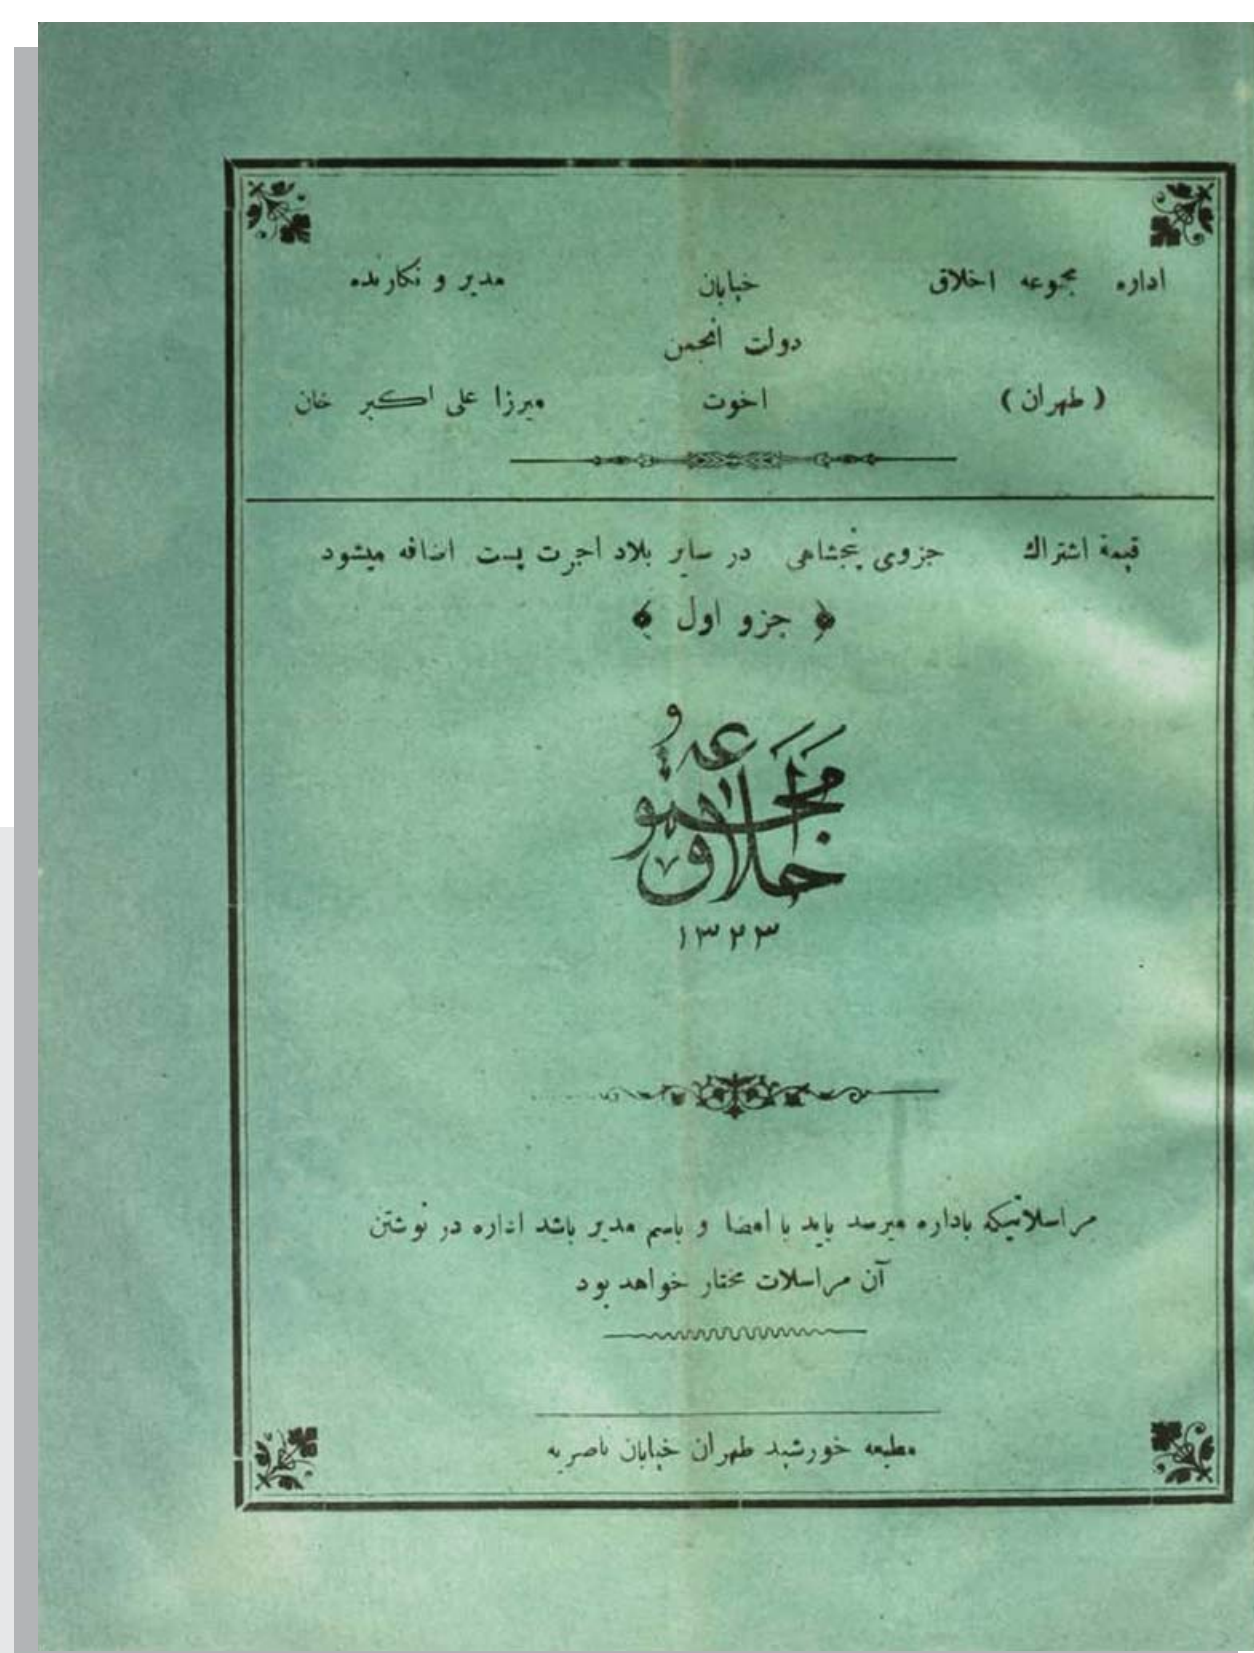 اداره مجموعه اخلاق خیابان مدیر و نکارنده
دولت انجمن
(طهران) اخوت میرزا علی اکبر خان
قیمة اشتراك جزوی پنجشاهی در سایر بلاد اجرت پست اضافه میشود
﴿ جزو اول ﴾
مجموعه
اخلاق
۱۳۲۳
مراسلاتیکه باداره میرسد باید با امضا و باسم مدیر باشد اداره در نوشتن
آن مراسلات مختار خواهد بود
مطبعه خورشید طهران خیابان ناصریه